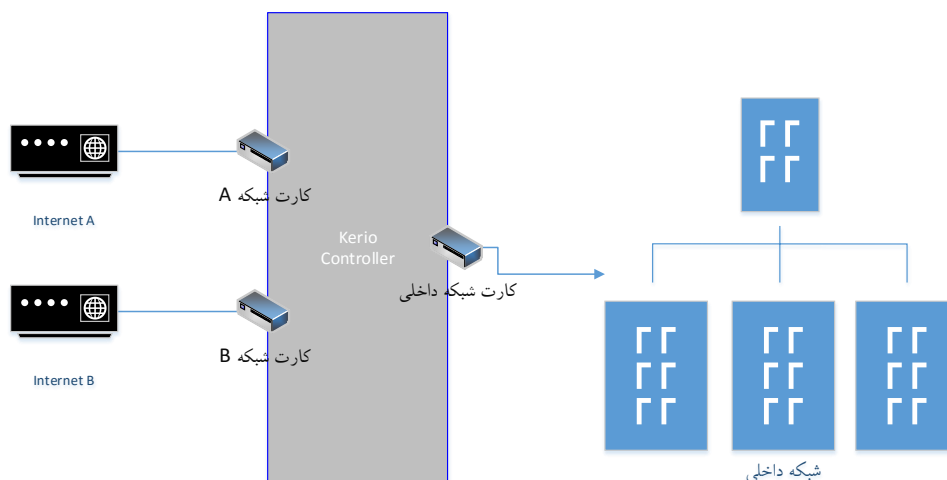 Internet A
کارت شبکه A
Kerio
Controller
کارت شبکه داخلی
Internet B
کارت شبکه B
شبکه داخلی